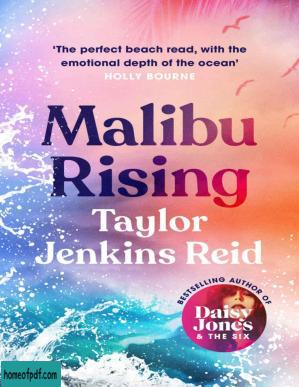 ‘The perfect beach read, with the
emotional depth of the ocean’
HOLLY BOURNE
Malibu
Rising
Taylor
Jenkins Reid
BESTSELLING AUTHOR OF
Daisy
Jones
& THE SIX
homeofpdf.com